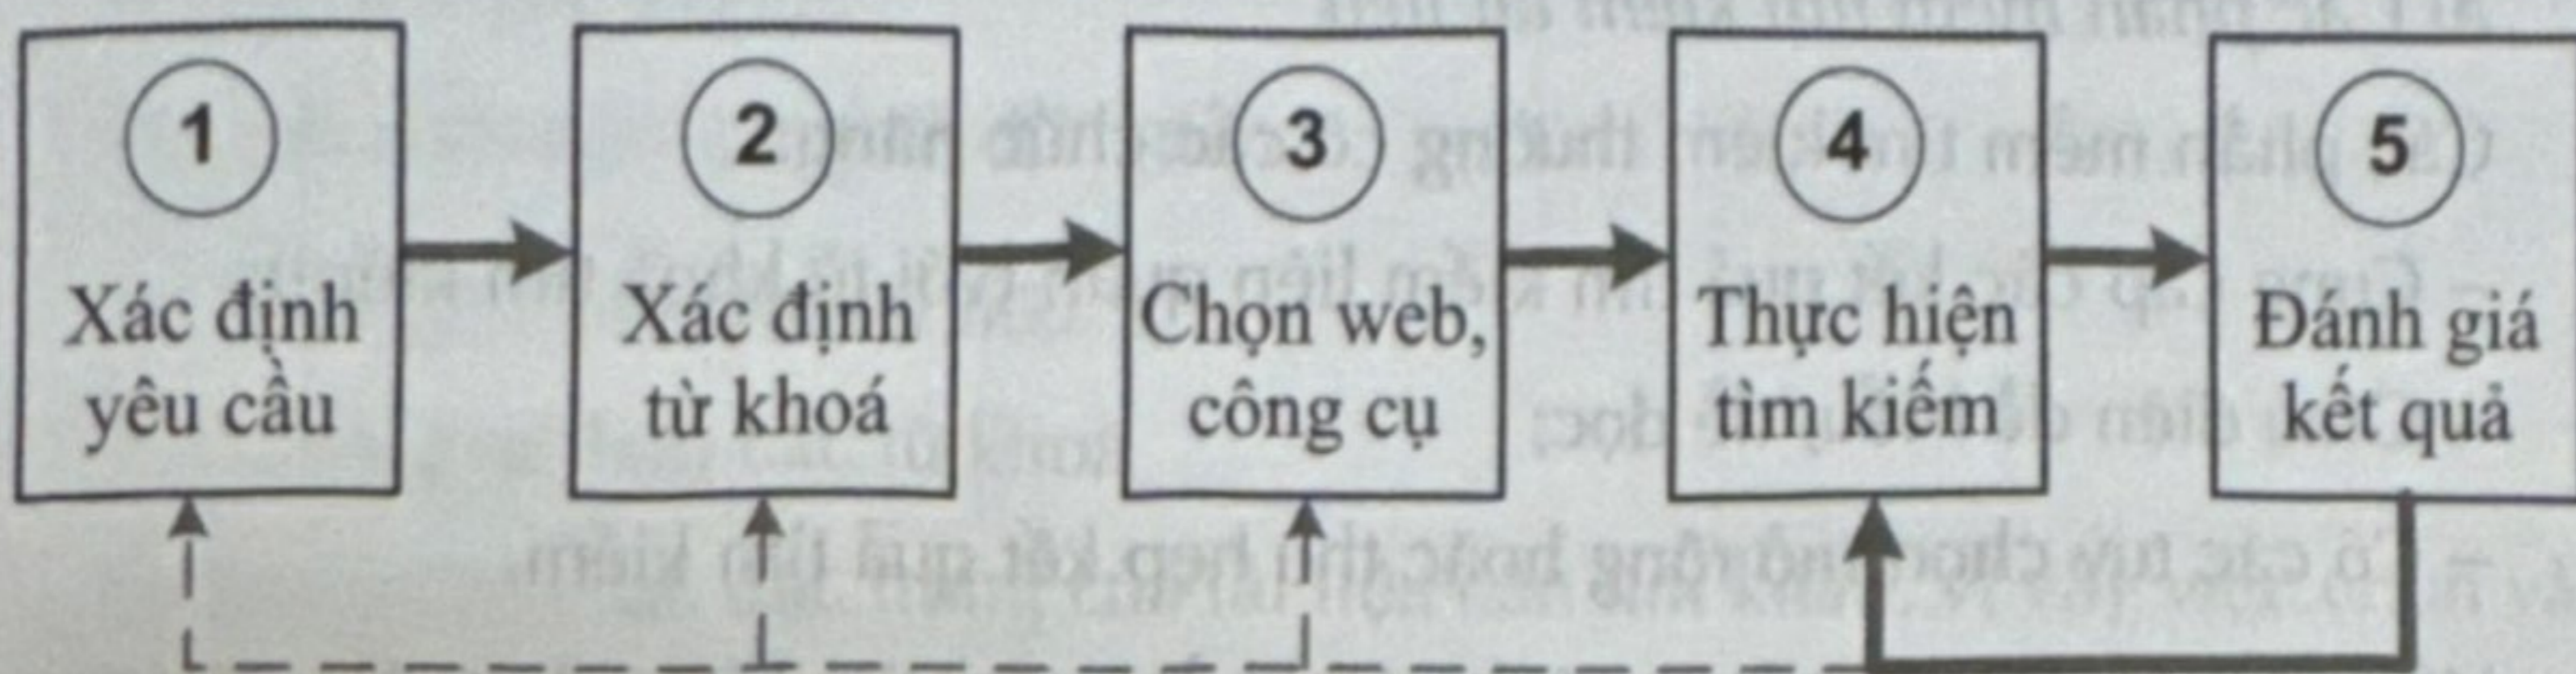 1
Xác định
yêu cầu
2
Xác định
từ khoá
3
Chọn web,
công cụ
4
Thực hiện
tìm kiếm
5
Đánh giá
kết quả